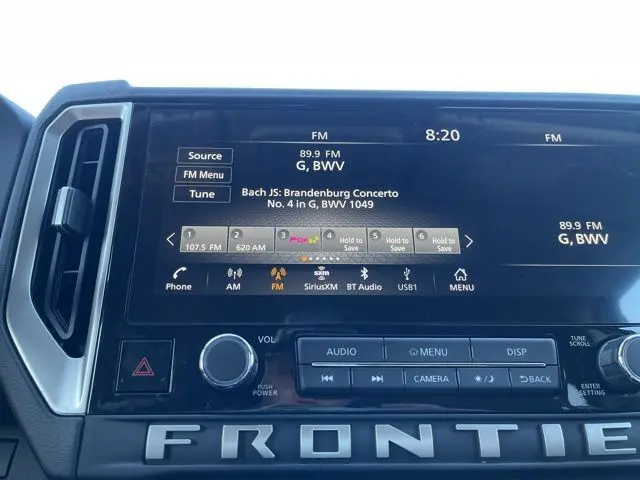 FM
8:20
FM
Source
89.9 FM
G, BWV
FM Menu
Tune
Bach JS: Brandenburg Concerto
No. 4 in G, BWV 1049
89.9 FM
G, BWV
1
107.5 FM
2
620 AM
3
4
Hold to
Save
5
Hold to
Save
6
Hold to
Save
Phone
AM
FM
sxm
SiriusXM
BT Audio
USB1
MENU
VOL
PUSH
POWER
AUDIO
MENU
DISP
TUNE
SCROLL
CAMERA
BACK
ENTER
SETTING
FRONTIE